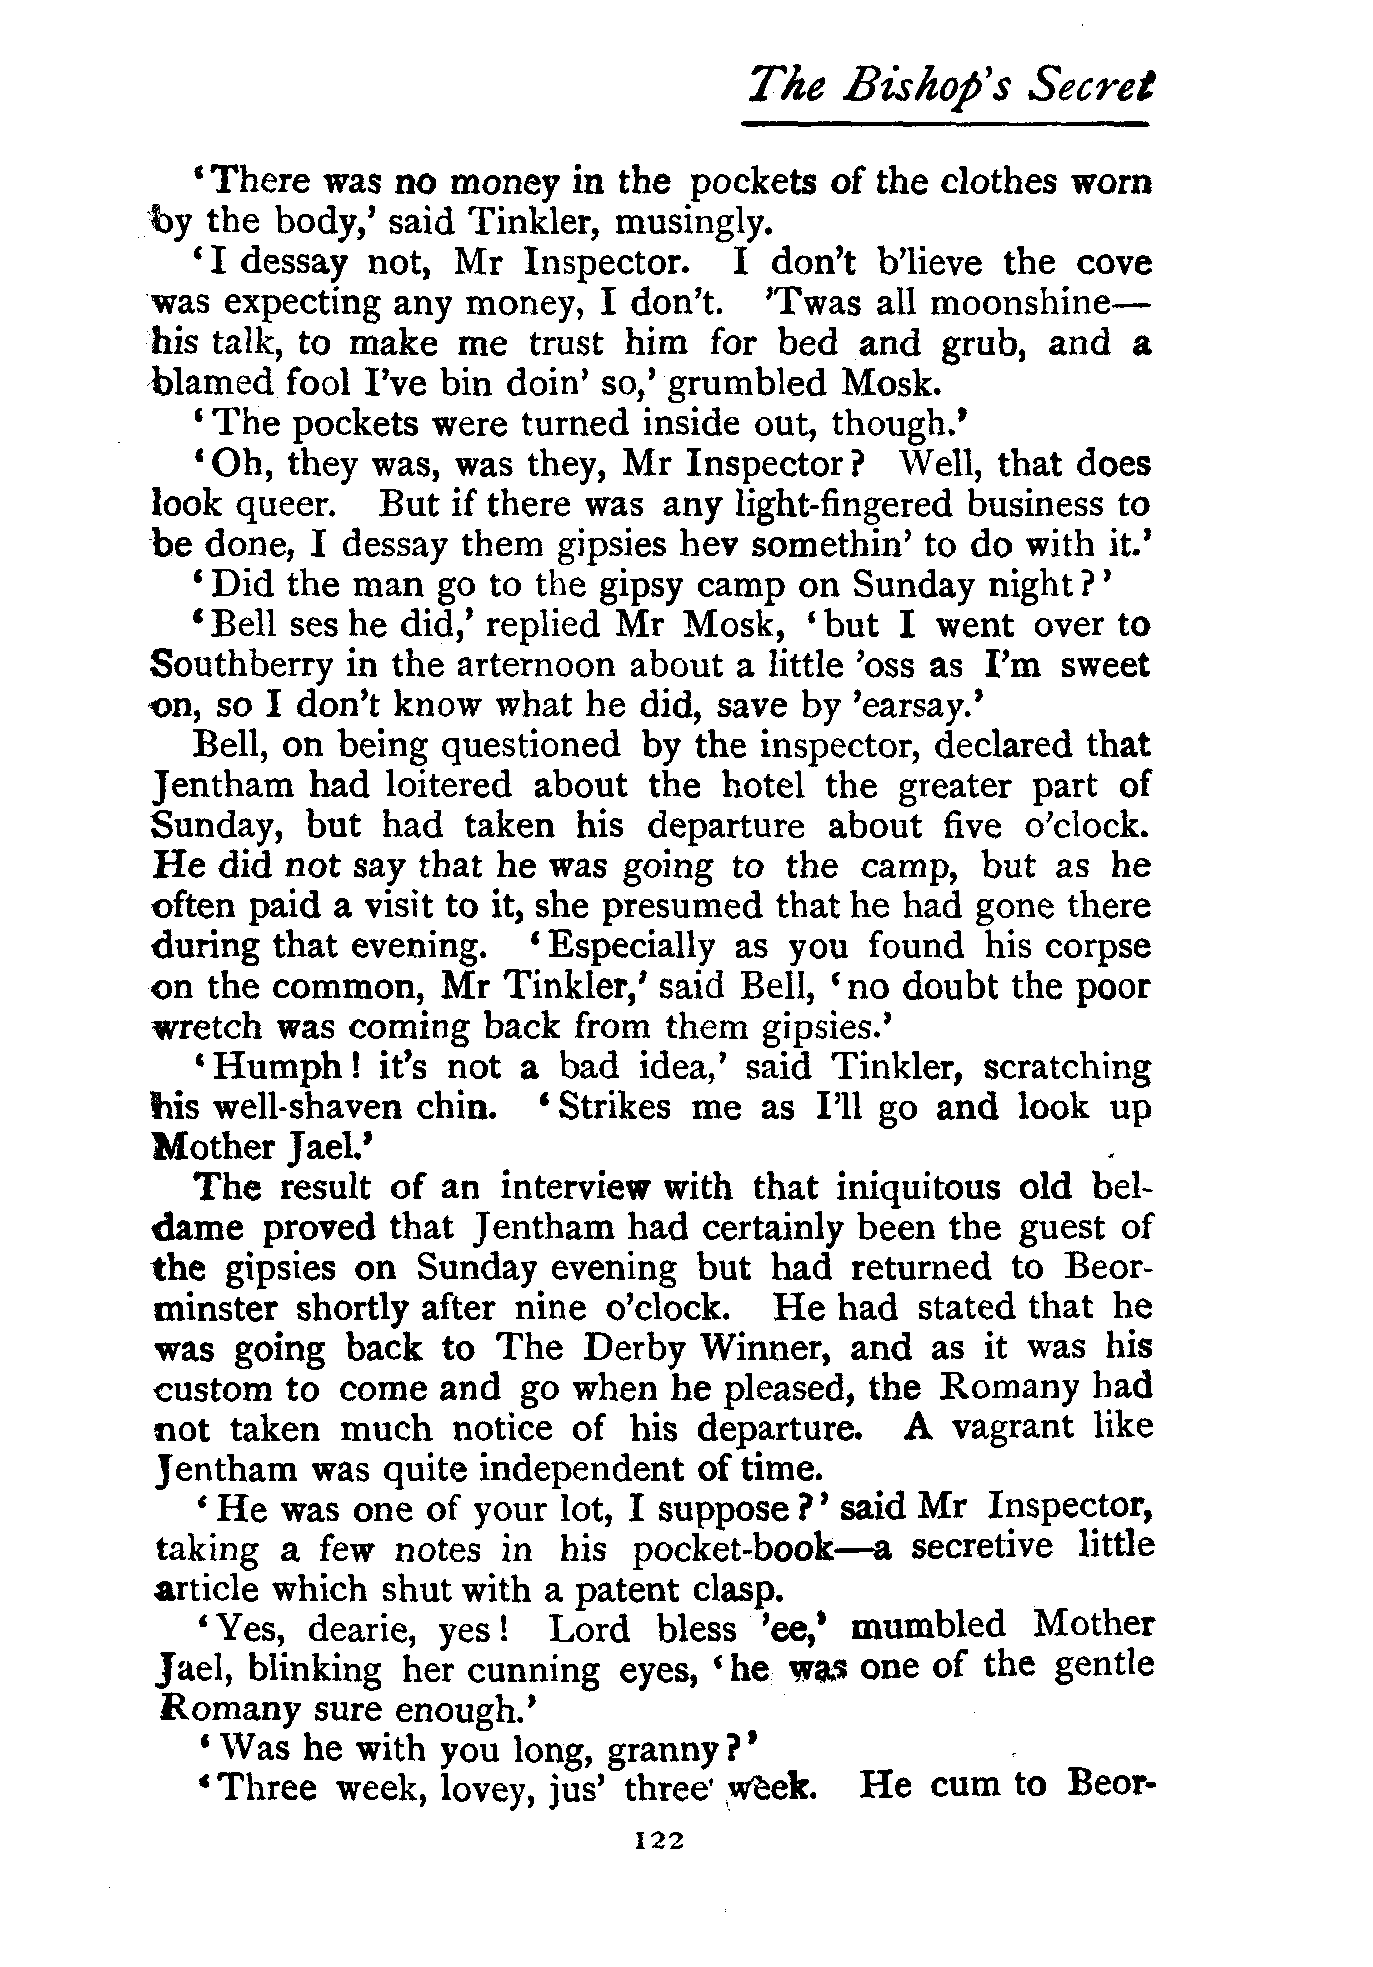 The Bishop's Secret
‘There was no money in the pockets of the clothes worn
by the body,’ said Tinkler, musingly.
‘I dessay not, Mr Inspector. I don't b'lieve the cove
was expecting any money, I don't. 'Twas all moonshine—
his talk, to make me trust him for bed and grub, and a
blamed fool I've bin doin' so,’ grumbled Mosk.
‘The pockets were turned inside out, though.’
‘Oh, they was, was they, Mr Inspector? Well, that does
look queer. But if there was any light-fingered business to
be done, I dessay them gipsies hev somethin' to do with it.’
‘Did the man go to the gipsy camp on Sunday night?’
‘Bell ses he did,’ replied Mr Mosk, ‘but I went over to
Southberry in the arternoon about a little 'oss as I'm sweet
on, so I don't know what he did, save by 'earsay.’
Bell, on being questioned by the inspector, declared that
Jentham had loitered about the hotel the greater part of
Sunday, but had taken his departure about five o'clock.
He did not say that he was going to the camp, but as he
often paid a visit to it, she presumed that he had gone there
during that evening. ‘Especially as you found his corpse
on the common, Mr Tinkler,’ said Bell, ‘no doubt the poor
wretch was coming back from them gipsies.’
‘Humph! it's not a bad idea,’ said Tinkler, scratching
his well-shaven chin. ‘Strikes me as I'll go and look up
Mother Jael.’
The result of an interview with that iniquitous old bel-
dame proved that Jentham had certainly been the guest of
the gipsies on Sunday evening but had returned to Beor-
minster shortly after nine o'clock. He had stated that he
was going back to The Derby Winner, and as it was his
custom to come and go when he pleased, the Romany had
not taken much notice of his departure. A vagrant like
Jentham was quite independent of time.
‘He was one of your lot, I suppose?’ said Mr Inspector,
taking a few notes in his pocket-book—a secretive little
article which shut with a patent clasp.
‘Yes, dearie, yes! Lord bless 'ee,’ mumbled Mother
Jael, blinking her cunning eyes, ‘he was one of the gentle
Romany sure enough.’
‘Was he with you long, granny?’
‘Three week, lovey, jus' three week. He cum to Beor-
122